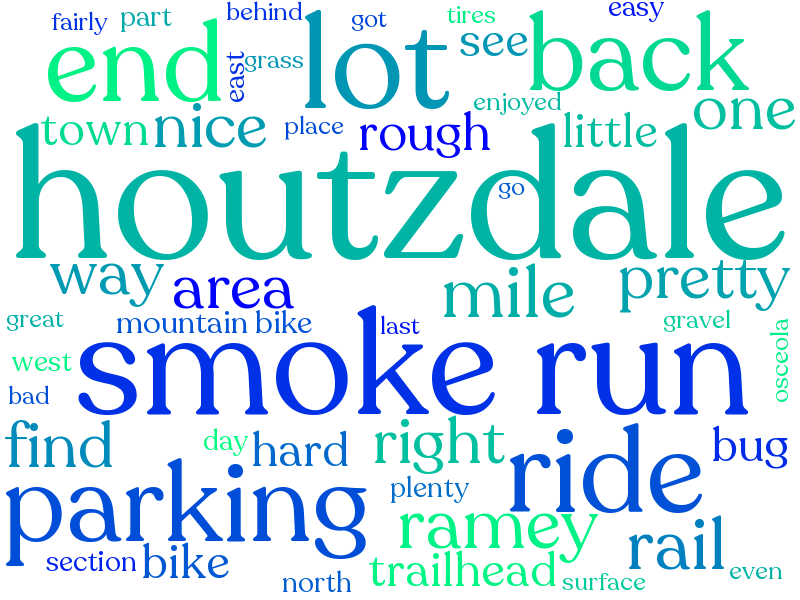 fairly part behind got tires easy
end east grass lot see back
enjoyed one
town nice place rough little
houtzdale
go
way area mile pretty
great mountain bike last gravel
west smoke run osceola
bad
find day hard right ride bug
parking plenty
ramey rail
section bike trailhead
north surface even